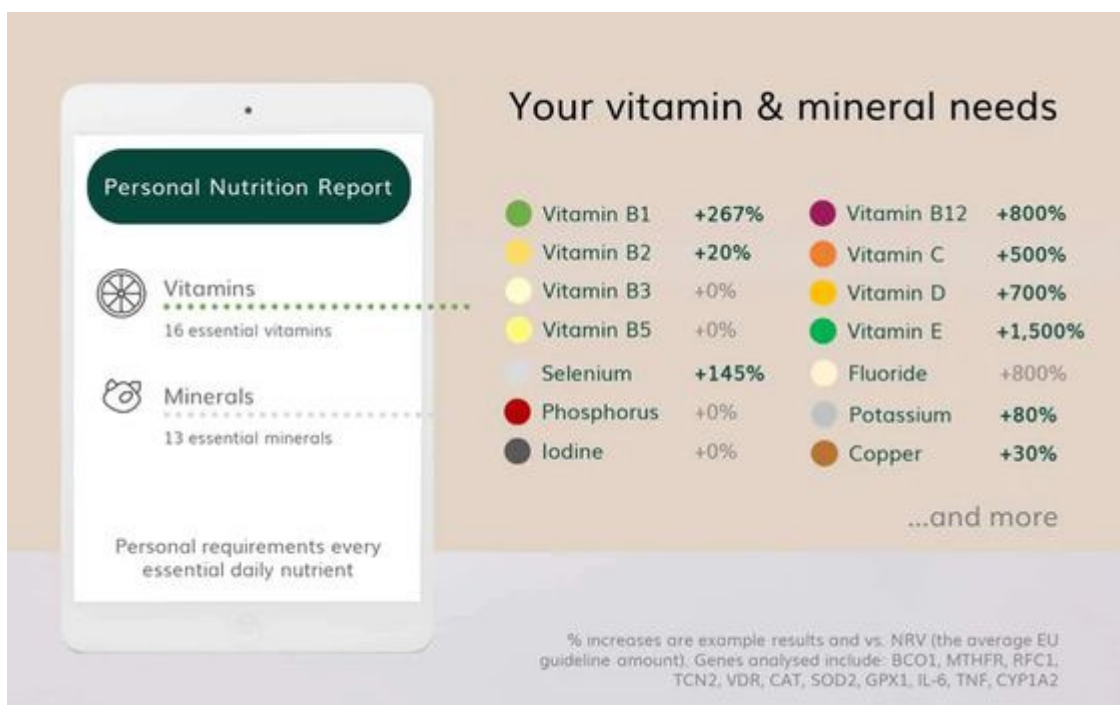 Your vitamin & mineral needs
Personal Nutrition Report
Vitamins
16 essential vitamins
Minerals
13 essential minerals
Personal requirements every
essential daily nutrient
Vitamin B1 +267%
Vitamin B2 +20%
Vitamin B3 +0%
Vitamin B5 +0%
Selenium +145%
Phosphorus +0%
Iodine +0%
Vitamin B12 +800%
Vitamin C +500%
Vitamin D +700%
Vitamin E +1,500%
Fluoride +800%
Potassium +80%
Copper +30%
...and more
% increases are example results and vs. NRV (the average EU
guideline amount). Genes analysed include: BCO1, MTHFR, RFC1,
TCN2, VDR, CAT, SOD2, GPX1, IL-6, TNF, CYP1A2